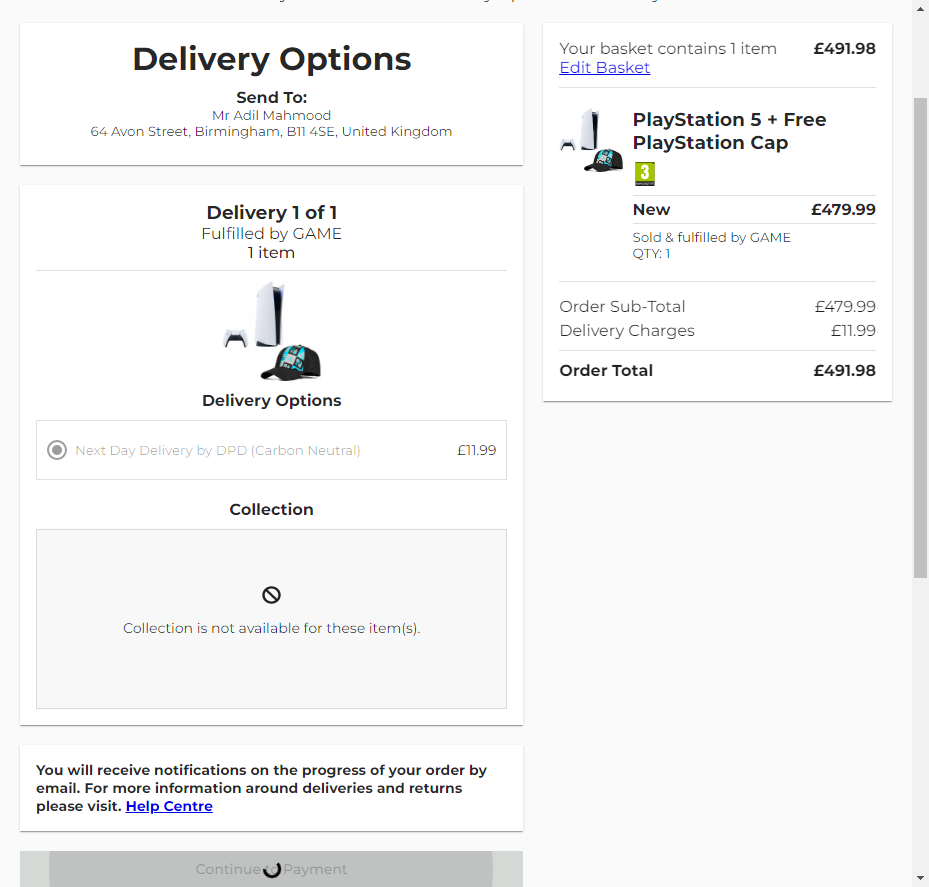 Delivery Options
Send To:
Mr Adil Mahmood
64 Avon Street, Birmingham, B11 4SE, United Kingdom
Delivery 1 of 1
Fulfilled by GAME
1 item
Delivery Options
Next Day Delivery by DPD (Carbon Neutral) £11.99
Collection
Collection is not available for these item(s).
You will receive notifications on the progress of your order by
email. For more information around deliveries and returns
please visit. Help Centre
Continue to Payment
Your basket contains 1 item £491.98
Edit Basket
PlayStation 5 + Free
PlayStation Cap
3
New £479.99
Sold & fulfilled by GAME
QTY: 1
Order Sub-Total £479.99
Delivery Charges £11.99
Order Total £491.98